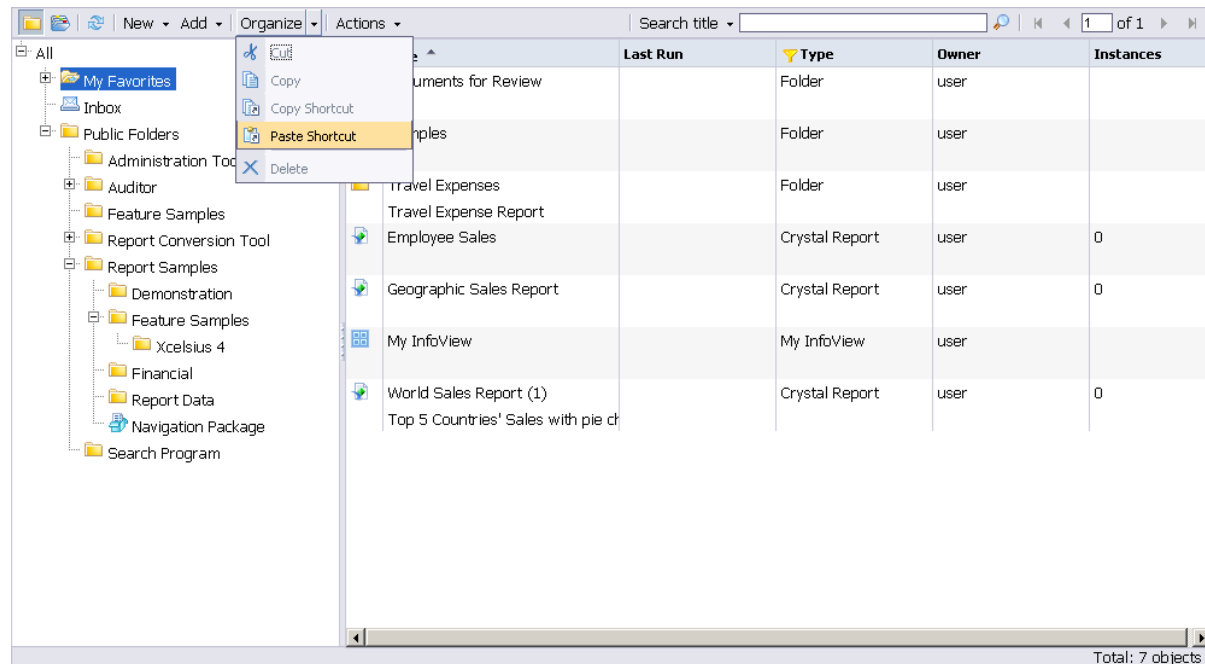 New Add Organize Actions Search title 1 of 1
All
My Favorites
Inbox
Public Folders
Administration
Auditor
Feature Samples
Report Conversion Tool
Report Samples
Demonstration
Feature Samples
Xcelsius 4
Financial
Report Data
Navigation Package
Search Program
Cut
Copy
Copy Shortcut
Paste Shortcut
Delete
Last Run Type Owner Instances
for Review Folder user
Folder user
Travel Expenses Folder user
Travel Expense Report
Employee Sales Crystal Report user 0
Geographic Sales Report Crystal Report user 0
My InfoView My InfoView user
World Sales Report (1) Crystal Report user 0
Top 5 Countries' Sales with pie
Total: 7 objects